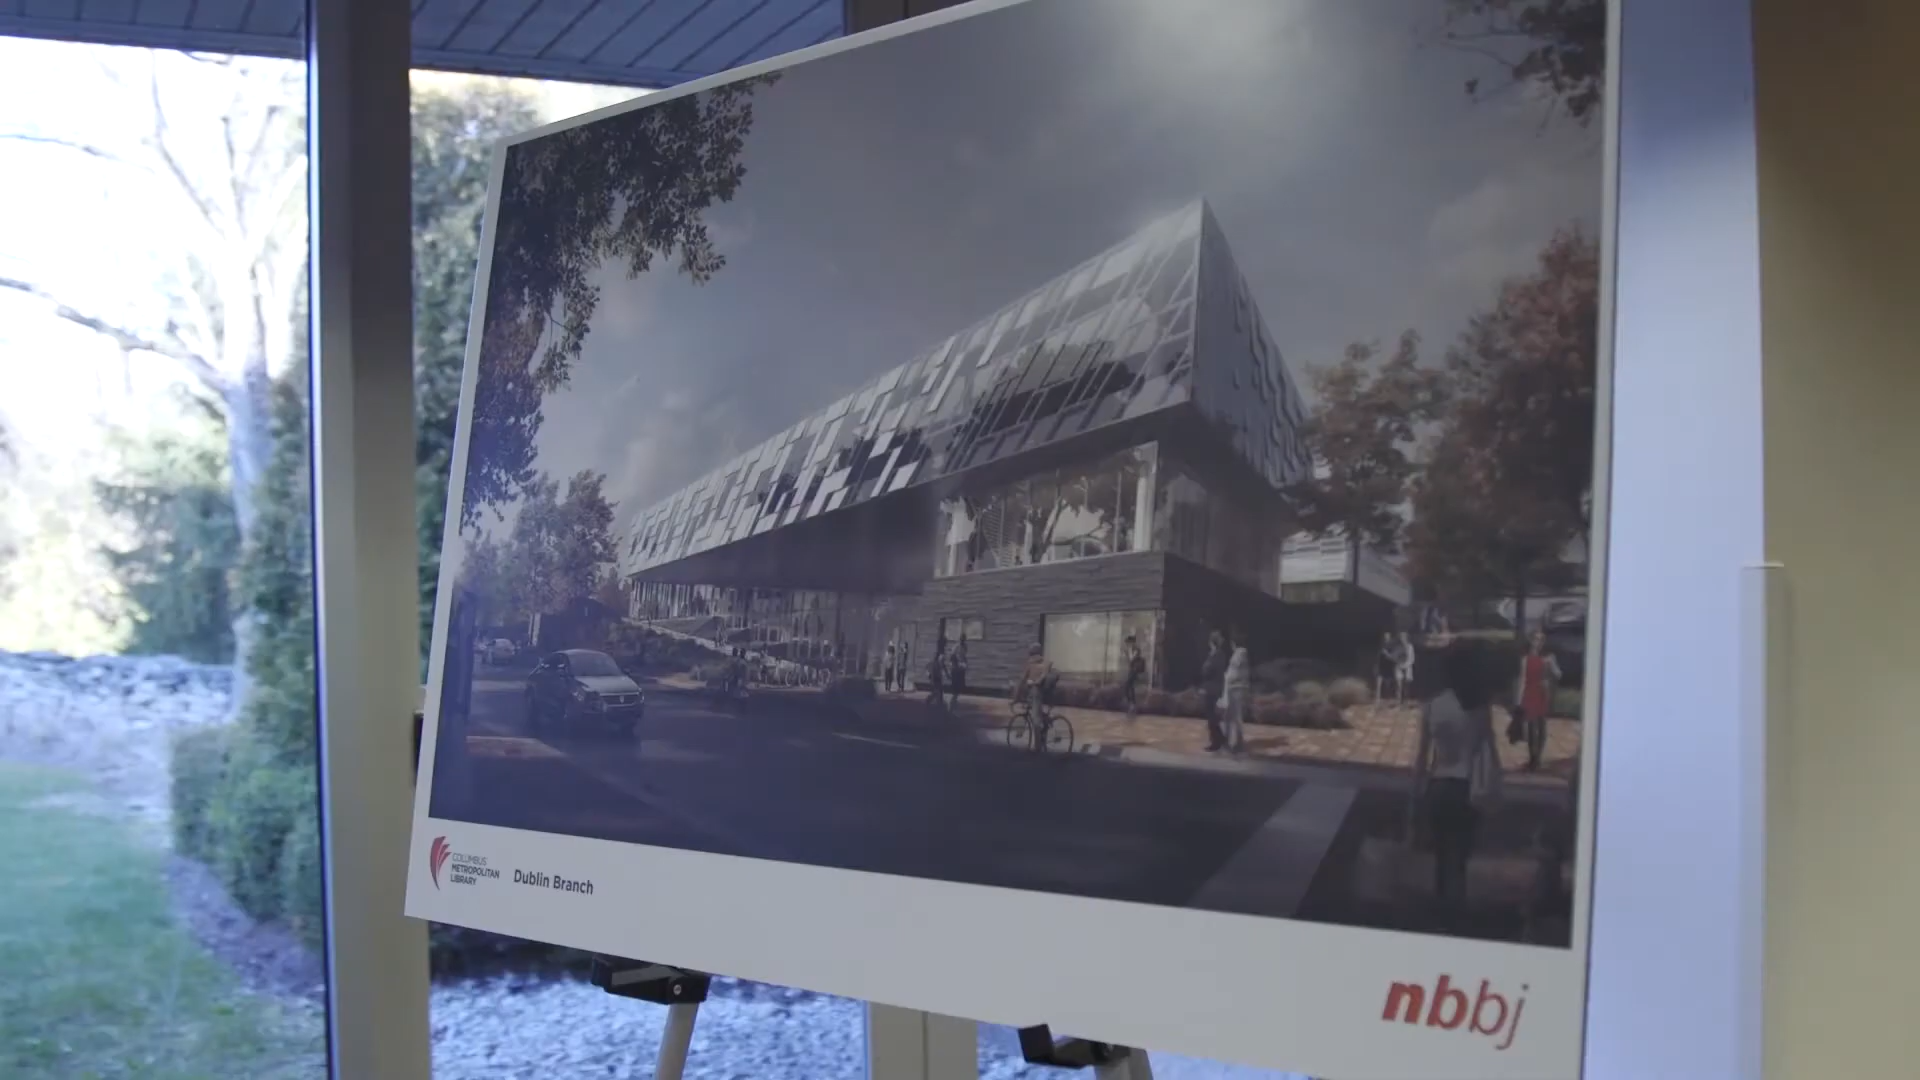 COLUMBUS
METROPOLITAN
LIBRARY
Dublin Branch
nbbj